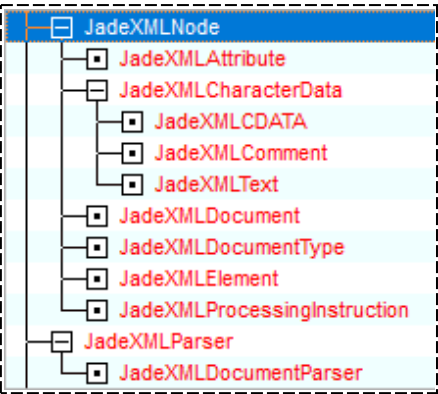 JadeXMLNode
JadeXMLAttribute
JadeXMLCharacterData
JadeXMLCDATA
JadeXMLComment
JadeXMLText
JadeXMLDocument
JadeXMLDocumentType
JadeXMLElement
JadeXMLProcessingInstruction
JadeXMLParser
JadeXMLDocumentParser